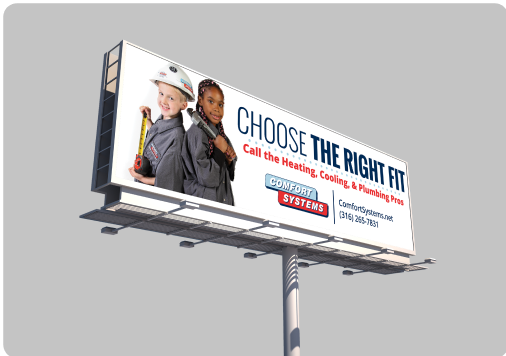 CHOOSE THE RIGHT FIT
Call the Heating, Cooling, & Plumbing Pros
COMFORT
SYSTEMS
ComfortSystems.net
(316) 265-7831